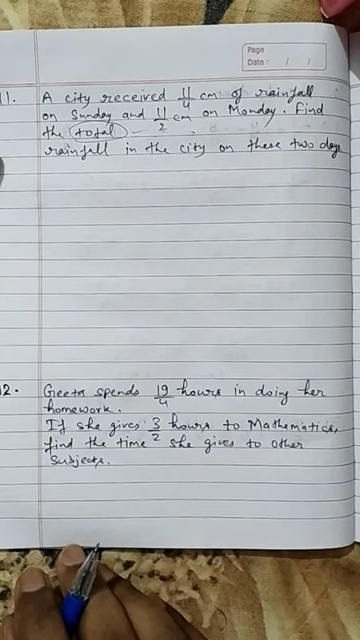 Page
Date : / /
11. A city received 11/4 cm of rainfall
on Sunday and 11/2 cm on Monday. Find
the total
rainfall in the city on these two days
12. Geeta spends 19/4 hours in doing her
homework.
If she gives 3/2 hours to Mathematics,
find the time she gives to other
subjects.